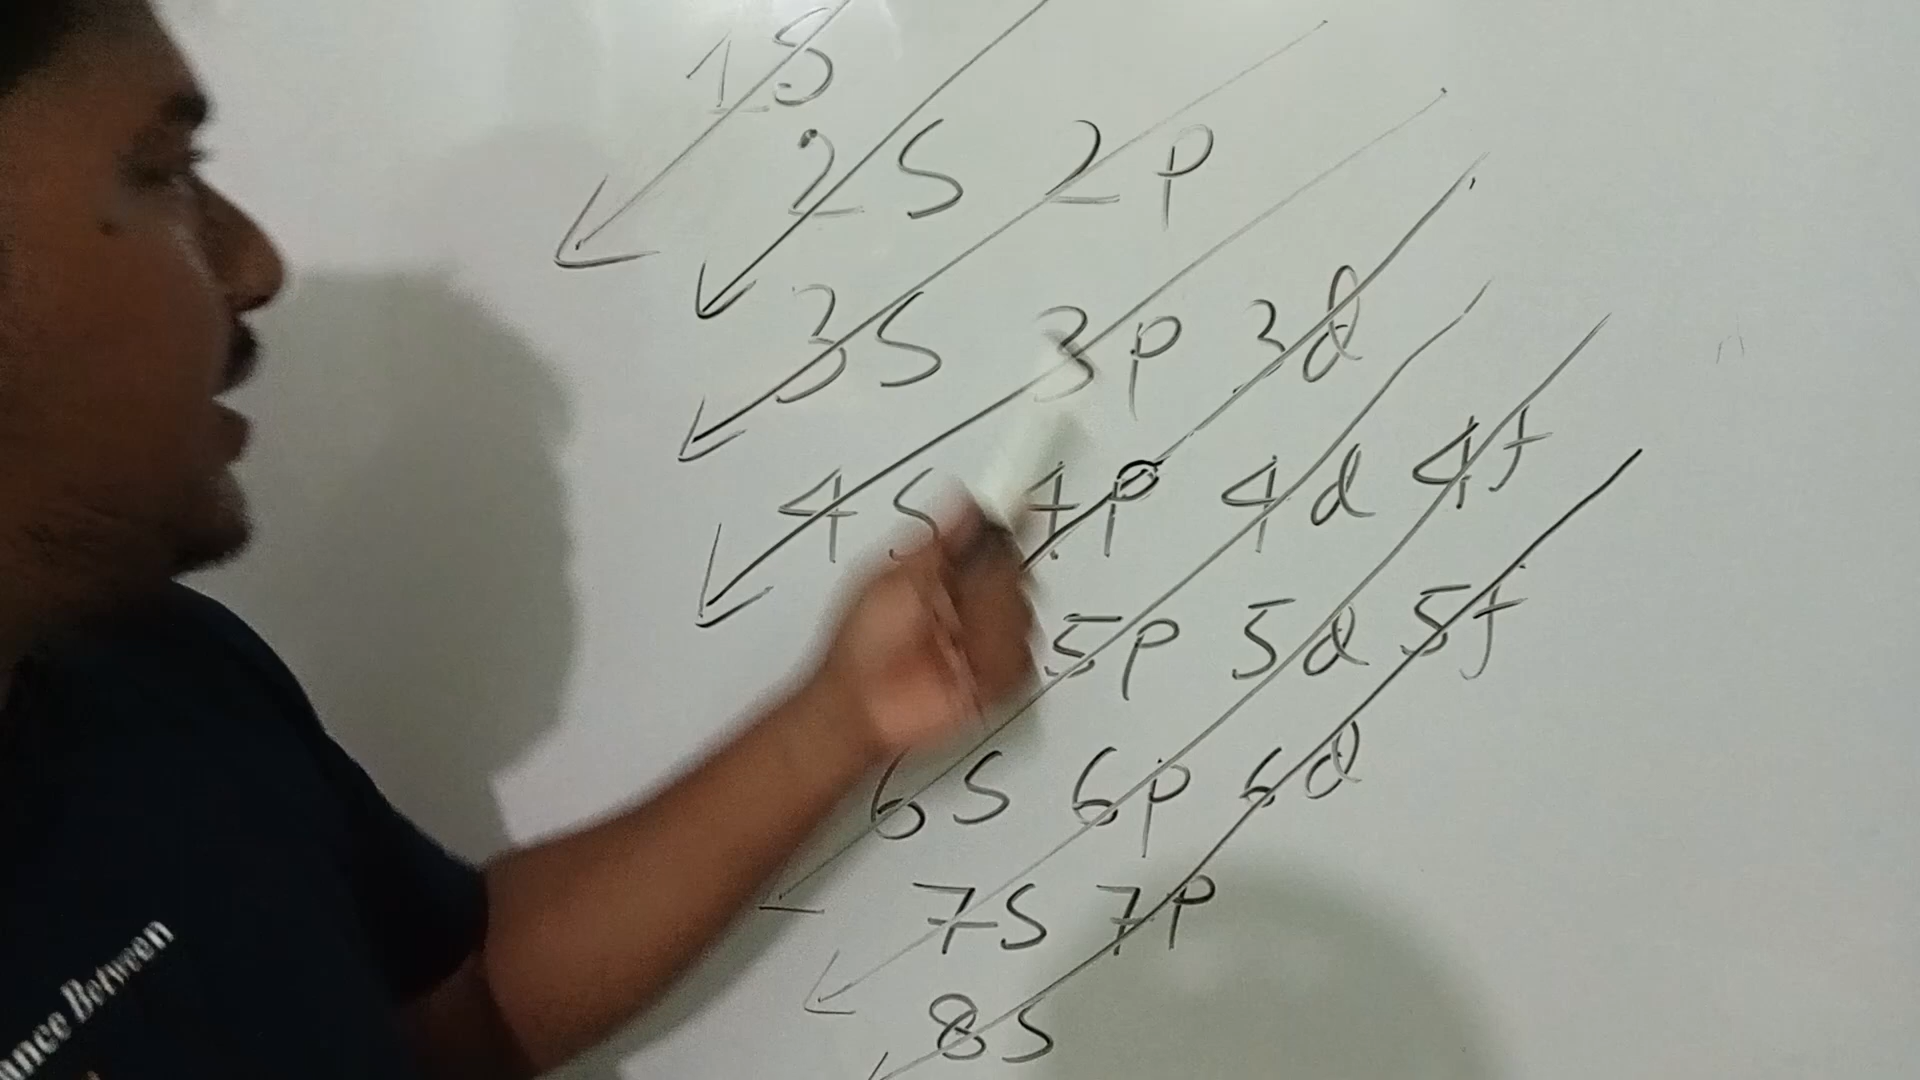 1S
2S 2p
3S 3p 3d
4S 4p 4d 4f
5p 5d 5f
6S 6p 6d
7S 7p
8S
ance Between